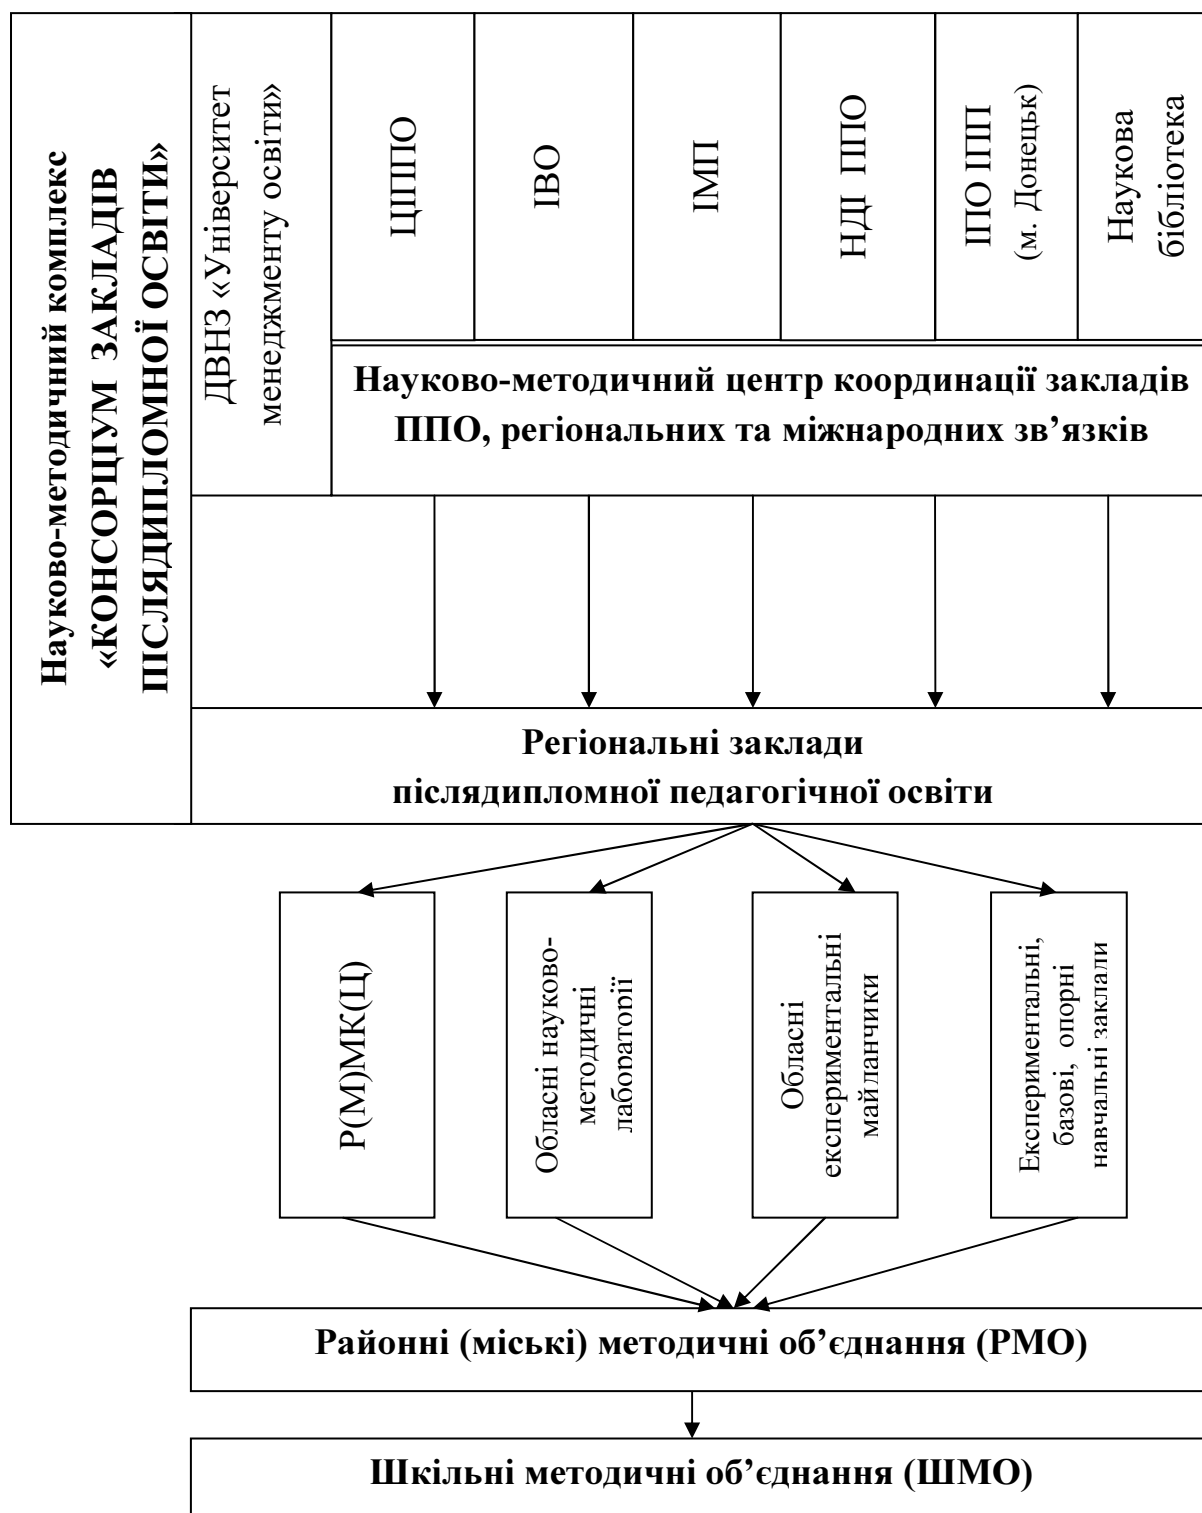 Науково-методичний комплекс
«КОНСОРЦІУМ ЗАКЛАДІВ
ПІСЛЯДИПЛОМНОЇ ОСВІТИ»
ДВНЗ «Університет
менеджменту освіти»
ЦІППО
ІВО
ІМП
НДІ ППО
ІПО ІПП
(м. Донецьк)
Наукова
бібліотека
Науково-методичний центр координації закладів
ППО, регіональних та міжнародних зв’язків
Регіональні заклади
післядипломної педагогічної освіти
Р(М)МК(Ц)
Обласні науково-
методичні
лабораторії
Обласні
експериментальні
майданчики
Експериментальні,
базові, опорні
навчальні заклади
Районні (міські) методичні об’єднання (РМО)
Шкільні методичні об’єднання (ШМО)